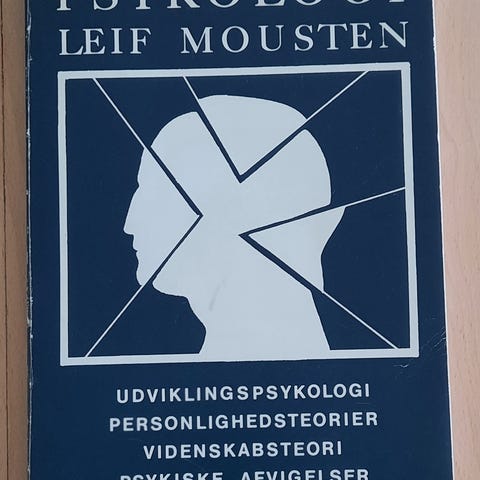 PSYKOLOGI
LEIF MOUSTEN
UDVIKLINGSPSYKOLOGI
PERSONLIGHEDSTEORIER
VIDENSKABSTEORI
PSYKISKE AFVIGELSER